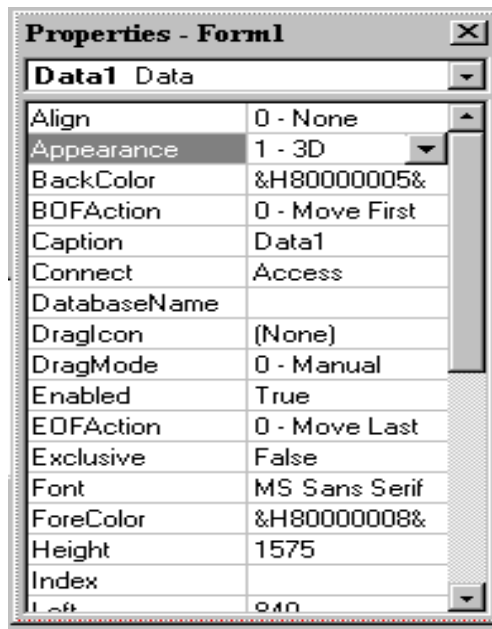 Properties - Form1
Data1 Data
Align 0 - None
Appearance 1 - 3D
BackColor &H80000005&
BOFAction 0 - Move First
Caption Data1
Connect Access
DatabaseName
DragIcon (None)
DragMode 0 - Manual
Enabled True
EOFAction 0 - Move Last
Exclusive False
Font MS Sans Serif
ForeColor &H80000008&
Height 1575
Index
Left 840